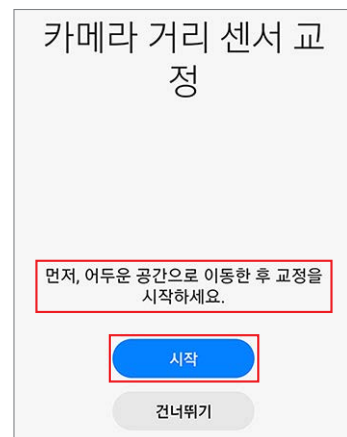 카메라 거리 센서 교
정
먼저, 어두운 공간으로 이동한 후 교정을
시작하세요.
시작
건너뛰기